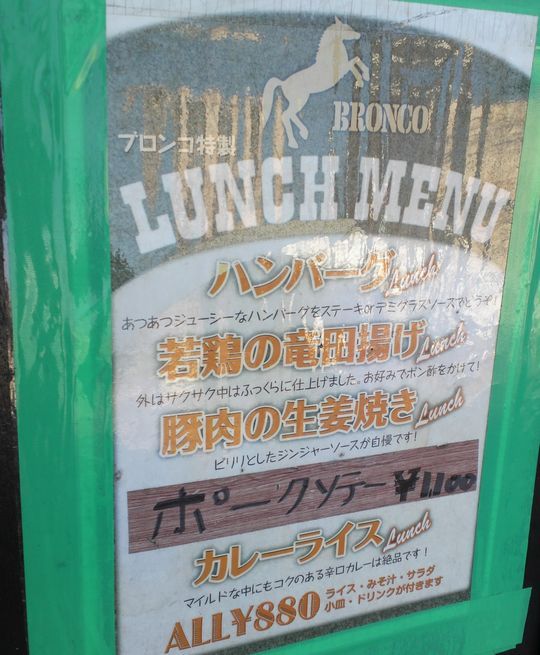 BRONCO
ブロンコ特製
LUNCH MENU
ハンバーグ Lunch
あつあつジューシーなハンバーグをステーキorデミグラスソースでどうぞ!
若鶏の竜田揚げ Lunch
外はサクサク中はふっくらに仕上げました。お好みでポン酢をかけて!
豚肉の生姜焼き Lunch
ピリリとしたジンジャーソースが自慢です!
ポークソテー ¥1100
カレーライス Lunch
マイルドな中にもコクのある辛口カレーは絶品です!
ALL¥880
ライス・みそ汁・サラダ
小皿・ドリンクが付きます